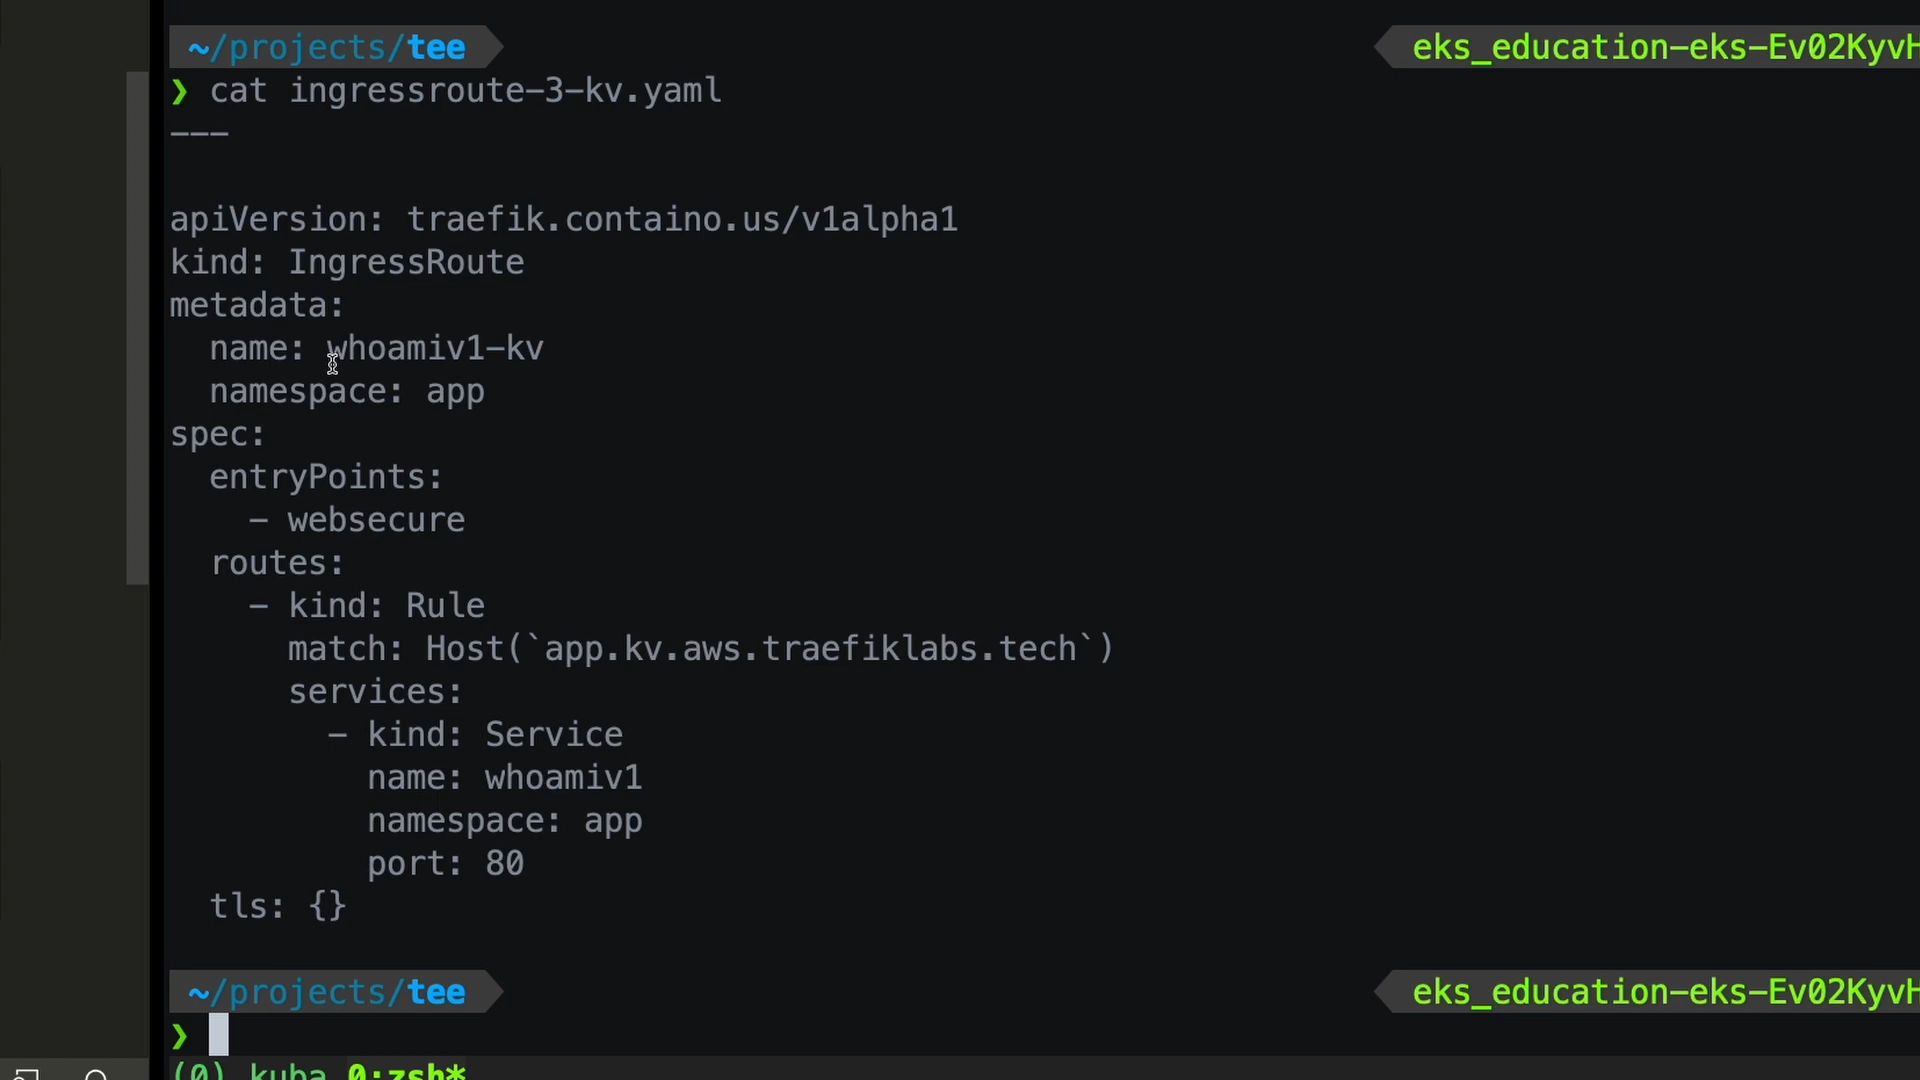 ~/projects/tee eks_education-eks-Ev02KyvH
❯ cat ingressroute-3-kv.yaml
---
apiVersion: traefik.containo.us/v1alpha1
kind: IngressRoute
metadata:
  name: whoamiv1-kv
  namespace: app
spec:
  entryPoints:
    - websecure
  routes:
    - kind: Rule
      match: Host(`app.kv.aws.traefiklabs.tech`)
      services:
        - kind: Service
          name: whoamiv1
          namespace: app
          port: 80
  tls: {}
~/projects/tee eks_education-eks-Ev02KyvH
❯
(0) kuba 0:zsh*